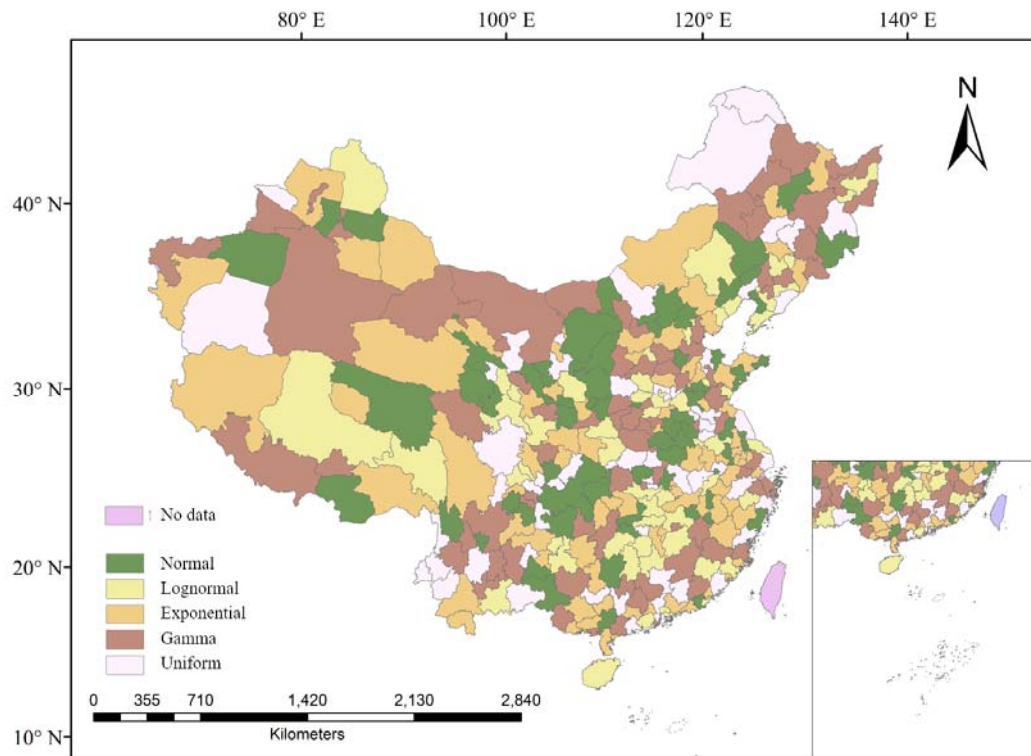 80° E 100° E 120° E 140° E
N
40° N
30° N
20° N
10° N
No data
Normal
Lognormal
Exponential
Gamma
Uniform
0 355 710 1,420 2,130 2,840
Kilometers